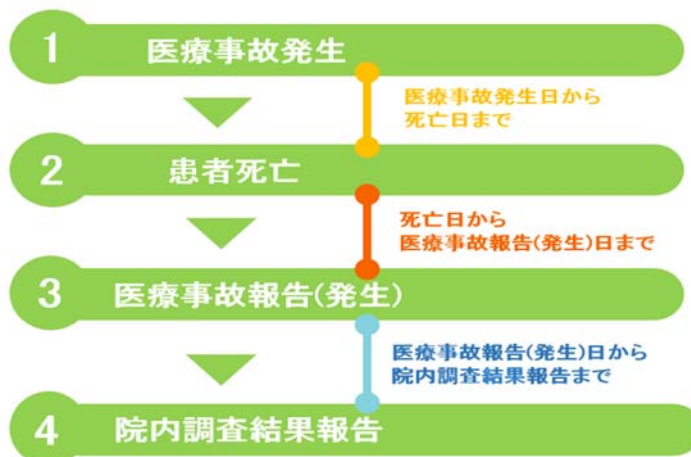 1 医療事故発生
医療事故発生日から
死亡日まで
2 患者死亡
死亡日から
医療事故報告(発生)日まで
3 医療事故報告(発生)
医療事故報告(発生)日から
院内調査結果報告まで
4 院内調査結果報告